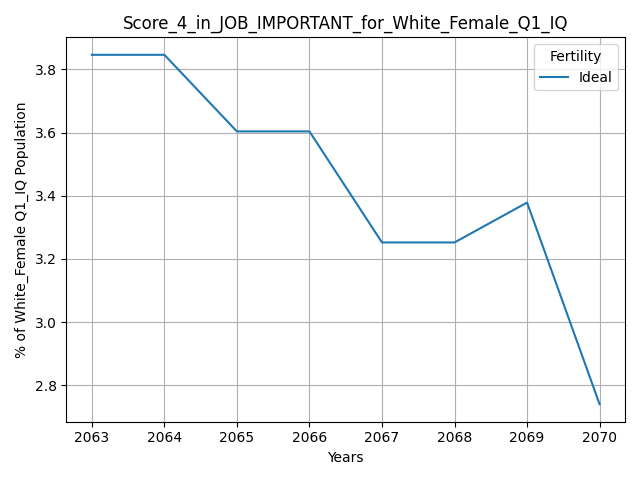 Score_4_in_JOB_IMPORTANT_for_White_Female_Q1_IQ
Fertility
Ideal
3.8
3.6
3.4
3.2
3.0
2.8
% of White_Female Q1_IQ Population
2063 2064 2065 2066 2067 2068 2069 2070
Years